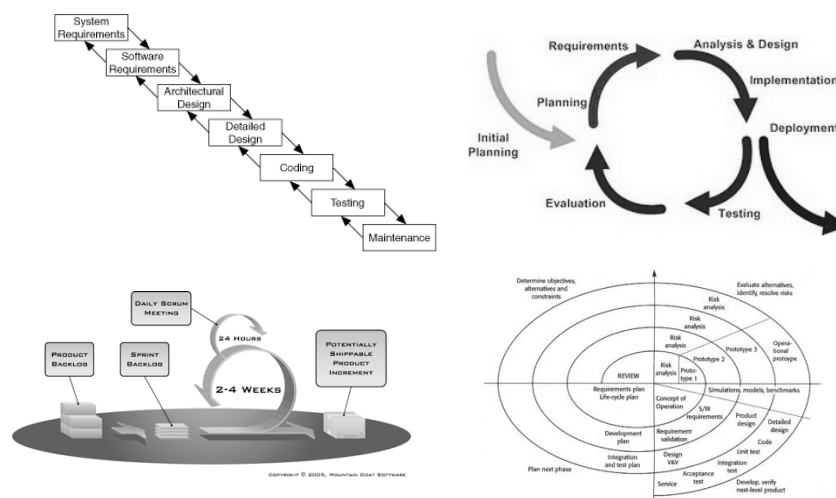 System
Requirements
Software
Requirements
Architectural
Design
Detailed
Design
Coding
Testing
Maintenance
Requirements
Analysis & Design
Planning
Implementation
Initial
Planning
Deployment
Evaluation
Testing
DAILY SCRUM
MEETING
24 HOURS
PRODUCT
BACKLOG
SPRINT
BACKLOG
2-4 WEEKS
POTENTIALLY
SHIPPABLE
PRODUCT
INCREMENT
COPYRIGHT © 2005, MOUNTAIN GOAT SOFTWARE
Determine objectives,
alternatives and
constraints
Evaluate alternatives,
identify, resolve risks
Risk
analysis
Risk
analysis
Risk
analysis
Risk
analysis
Proto-
type 1
Prototype 2
Prototype 3
Opera-
tional protoype
REVIEW
Requirements plan
Life-cycle plan
Concept of
Operation
Simulations, models, benchmarks
S/W
requirements
Product
design
Detailed
design
Development
plan
Requirement
validation
Code
Unit test
Integration
and test plan
Design
V&V
Integration
test
Acceptance
test
Service
Plan next phase
Develop, verify
next-level product